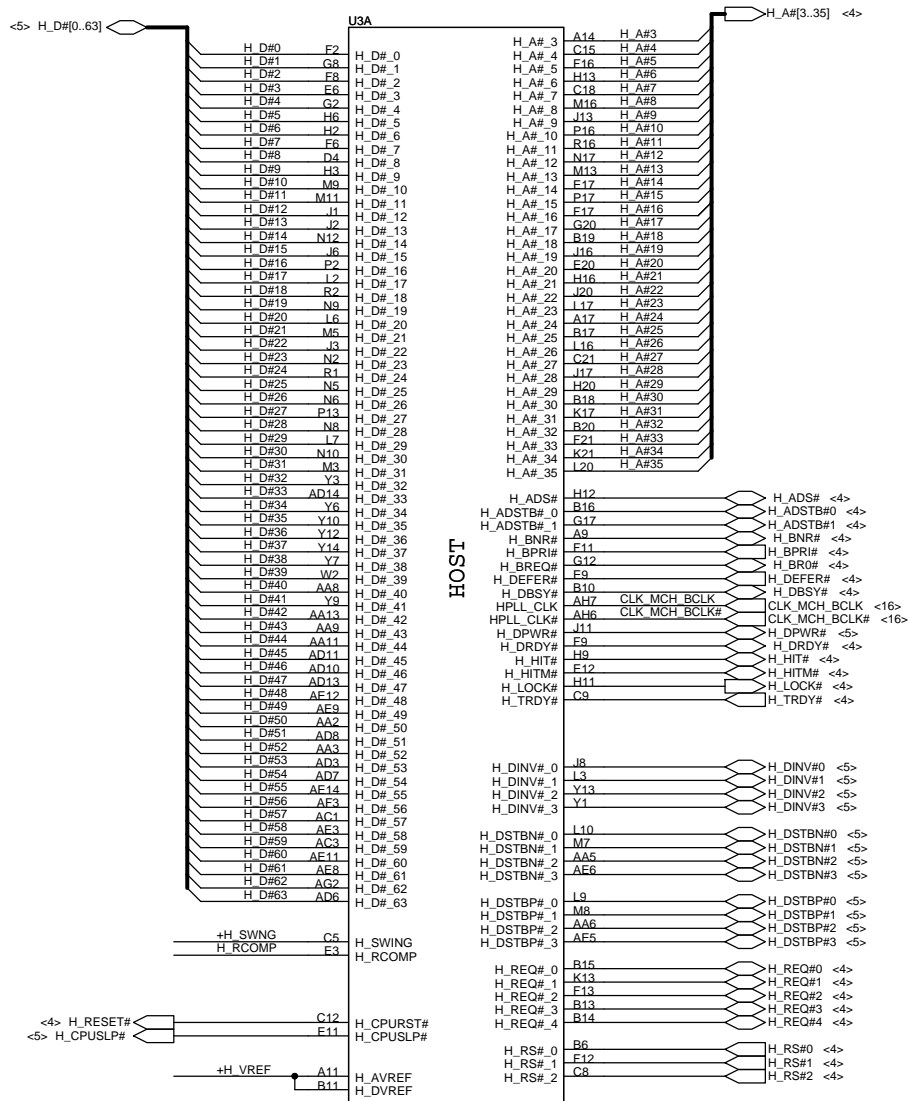 U3A
<5> H_D#[0..63]
H_D#0 F2 H_D#_0
H_D#1 G8 H_D#_1
H_D#2 F8 H_D#_2
H_D#3 E6 H_D#_3
H_D#4 G2 H_D#_4
H_D#5 H6 H_D#_5
H_D#6 H2 H_D#_6
H_D#7 F6 H_D#_7
H_D#8 D4 H_D#_8
H_D#9 H3 H_D#_9
H_D#10 M9 H_D#_10
H_D#11 M11 H_D#_11
H_D#12 J1 H_D#_12
H_D#13 J2 H_D#_13
H_D#14 N12 H_D#_14
H_D#15 J6 H_D#_15
H_D#16 P2 H_D#_16
H_D#17 L2 H_D#_17
H_D#18 R2 H_D#_18
H_D#19 N9 H_D#_19
H_D#20 L6 H_D#_20
H_D#21 M5 H_D#_21
H_D#22 J3 H_D#_22
H_D#23 N2 H_D#_23
H_D#24 R1 H_D#_24
H_D#25 N5 H_D#_25
H_D#26 N6 H_D#_26
H_D#27 P13 H_D#_27
H_D#28 N8 H_D#_28
H_D#29 L7 H_D#_29
H_D#30 N10 H_D#_30
H_D#31 M3 H_D#_31
H_D#32 Y3 H_D#_32
H_D#33 AD14 H_D#_33
H_D#34 Y6 H_D#_34
H_D#35 Y10 H_D#_35
H_D#36 Y12 H_D#_36
H_D#37 Y14 H_D#_37
H_D#38 Y7 H_D#_38
H_D#39 W2 H_D#_39
H_D#40 AA8 H_D#_40
H_D#41 Y9 H_D#_41
H_D#42 AA13 H_D#_42
H_D#43 AA9 H_D#_43
H_D#44 AA11 H_D#_44
H_D#45 AD11 H_D#_45
H_D#46 AD10 H_D#_46
H_D#47 AD13 H_D#_47
H_D#48 AE12 H_D#_48
H_D#49 AE9 H_D#_49
H_D#50 AA2 H_D#_50
H_D#51 AD8 H_D#_51
H_D#52 AA3 H_D#_52
H_D#53 AD3 H_D#_53
H_D#54 AD7 H_D#_54
H_D#55 AE14 H_D#_55
H_D#56 AF3 H_D#_56
H_D#57 AC1 H_D#_57
H_D#58 AE3 H_D#_58
H_D#59 AC3 H_D#_59
H_D#60 AE11 H_D#_60
H_D#61 AE8 H_D#_61
H_D#62 AG2 H_D#_62
H_D#63 AD6 H_D#_63
+H_SWNG C5 H_SWING
H_RCOMP E3 H_RCOMP
<4> H_RESET# C12 H_CPURST#
<5> H_CPUSLP# E11 H_CPUSLP#
+H_VREF A11 H_AVREF
B11 H_DVREF
HOST
H_A#[3..35] <4>
H_A#_3 A14 H_A#3
H_A#_4 C15 H_A#4
H_A#_5 F16 H_A#5
H_A#_6 H13 H_A#6
H_A#_7 C18 H_A#7
H_A#_8 M16 H_A#8
H_A#_9 J13 H_A#9
H_A#_10 P16 H_A#10
H_A#_11 R16 H_A#11
H_A#_12 N17 H_A#12
H_A#_13 M13 H_A#13
H_A#_14 E17 H_A#14
H_A#_15 P17 H_A#15
H_A#_16 F17 H_A#16
H_A#_17 G20 H_A#17
H_A#_18 B19 H_A#18
H_A#_19 J16 H_A#19
H_A#_20 E20 H_A#20
H_A#_21 H16 H_A#21
H_A#_22 J20 H_A#22
H_A#_23 L17 H_A#23
H_A#_24 A17 H_A#24
H_A#_25 B17 H_A#25
H_A#_26 L16 H_A#26
H_A#_27 C21 H_A#27
H_A#_28 J17 H_A#28
H_A#_29 H20 H_A#29
H_A#_30 B18 H_A#30
H_A#_31 K17 H_A#31
H_A#_32 B20 H_A#32
H_A#_33 F21 H_A#33
H_A#_34 K21 H_A#34
H_A#_35 L20 H_A#35
H_ADS# H12 H_ADS# <4>
H_ADSTB#_0 B16 H_ADSTB#0 <4>
H_ADSTB#_1 G17 H_ADSTB#1 <4>
H_BNR# A9 H_BNR# <4>
H_BPRI# F11 H_BPRI# <4>
H_BREQ# G12 H_BR0# <4>
H_DEFER# E9 H_DEFER# <4>
H_DBSY# B10 H_DBSY# <4>
HPLL_CLK AH7 CLK_MCH_BCLK CLK_MCH_BCLK <16>
HPLL_CLK# AH6 CLK_MCH_BCLK# CLK_MCH_BCLK# <16>
H_DPWR# J11 H_DPWR# <5>
H_DRDY# F9 H_DRDY# <4>
H_HIT# H9 H_HIT# <4>
H_HITM# E12 H_HITM# <4>
H_LOCK# H11 H_LOCK# <4>
H_TRDY# C9 H_TRDY# <4>
H_DINV#_0 J8 H_DINV#0 <5>
H_DINV#_1 L3 H_DINV#1 <5>
H_DINV#_2 Y13 H_DINV#2 <5>
H_DINV#_3 Y1 H_DINV#3 <5>
H_DSTBN#_0 L10 H_DSTBN#0 <5>
H_DSTBN#_1 M7 H_DSTBN#1 <5>
H_DSTBN#_2 AA5 H_DSTBN#2 <5>
H_DSTBN#_3 AE6 H_DSTBN#3 <5>
H_DSTBP#_0 L9 H_DSTBP#0 <5>
H_DSTBP#_1 M8 H_DSTBP#1 <5>
H_DSTBP#_2 AA6 H_DSTBP#2 <5>
H_DSTBP#_3 AE5 H_DSTBP#3 <5>
H_REQ#_0 B15 H_REQ#0 <4>
H_REQ#_1 K13 H_REQ#1 <4>
H_REQ#_2 F13 H_REQ#2 <4>
H_REQ#_3 B13 H_REQ#3 <4>
H_REQ#_4 B14 H_REQ#4 <4>
H_RS#_0 B6 H_RS#0 <4>
H_RS#_1 F12 H_RS#1 <4>
H_RS#_2 C8 H_RS#2 <4>